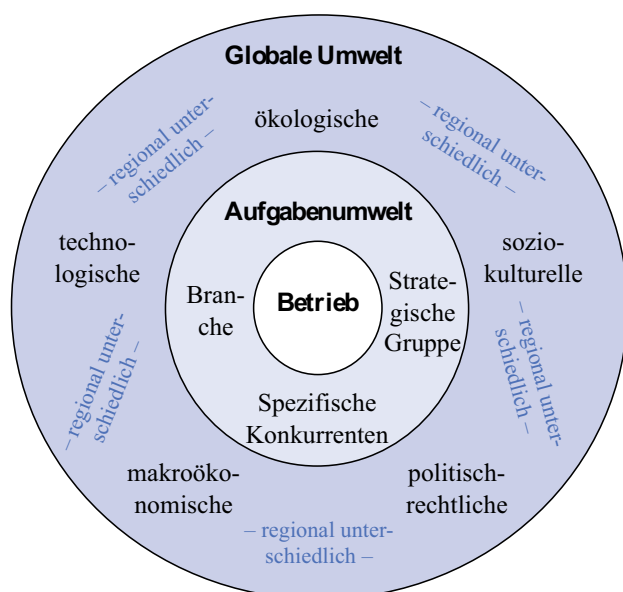 Globale Umwelt
ökologische
– regional unter-
schiedlich –
– regional unter-
schiedlich –
Aufgabenumwelt
techno-
logische
sozio-
kulturelle
Bran-
che
Betrieb
Strate-
gische
Gruppe
– regional unter-
schiedlich –
– regional unter-
schiedlich –
Spezifische
Konkurrenten
makroöko-
nomische
politisch-
rechtliche
– regional unter-
schiedlich –